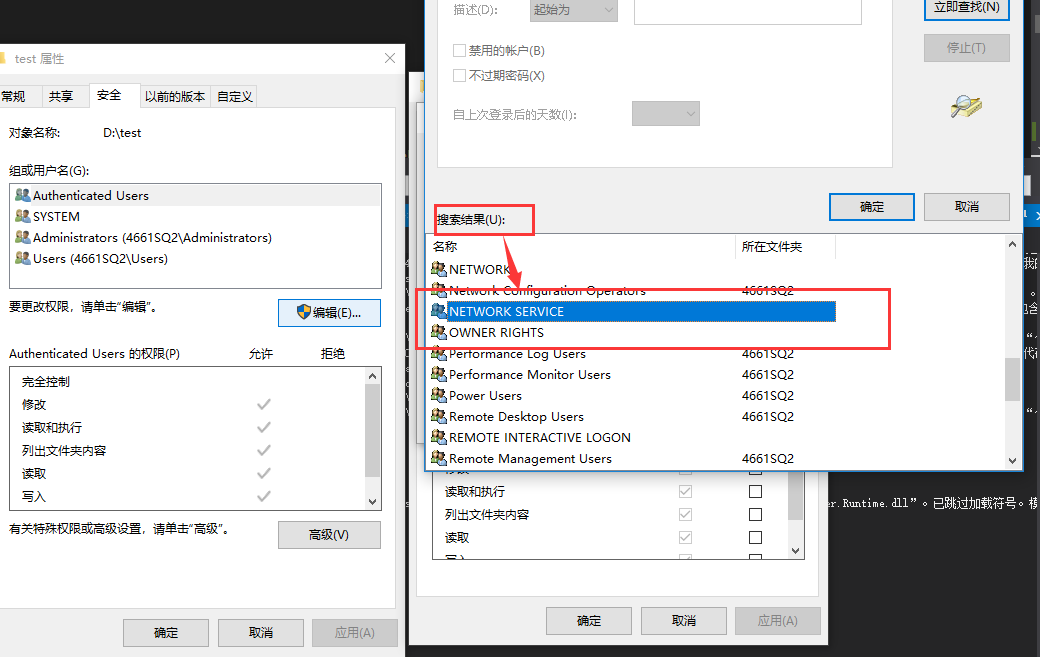 test 属性
常规 共享 安全 以前的版本 自定义
对象名称: D:\test
组或用户名(G):
Authenticated Users
SYSTEM
Administrators (4661SQ2\Administrators)
Users (4661SQ2\Users)
要更改权限，请单击“编辑”。
编辑(E)...
Authenticated Users 的权限(P) 允许 拒绝
完全控制
修改
读取和执行
列出文件夹内容
读取
写入
有关特殊权限或高级设置，请单击“高级”。
高级(V)
确定 取消 应用(A)
描述(D): 起始为
立即查找(N)
停止(T)
禁用的帐户(B)
不过期密码(X)
自上次登录后的天数(I):
确定 取消
搜索结果(U):
名称 所在文件夹
NETWORK
Network Configuration Operators 4661SQ2
NETWORK SERVICE
OWNER RIGHTS
Performance Log Users 4661SQ2
Performance Monitor Users 4661SQ2
Power Users 4661SQ2
Remote Desktop Users 4661SQ2
REMOTE INTERACTIVE LOGON
Remote Management Users 4661SQ2
修改
读取和执行
列出文件夹内容
读取
写入
确定 取消 应用(A)
er.Runtime.dll”。已跳过加载符号。模